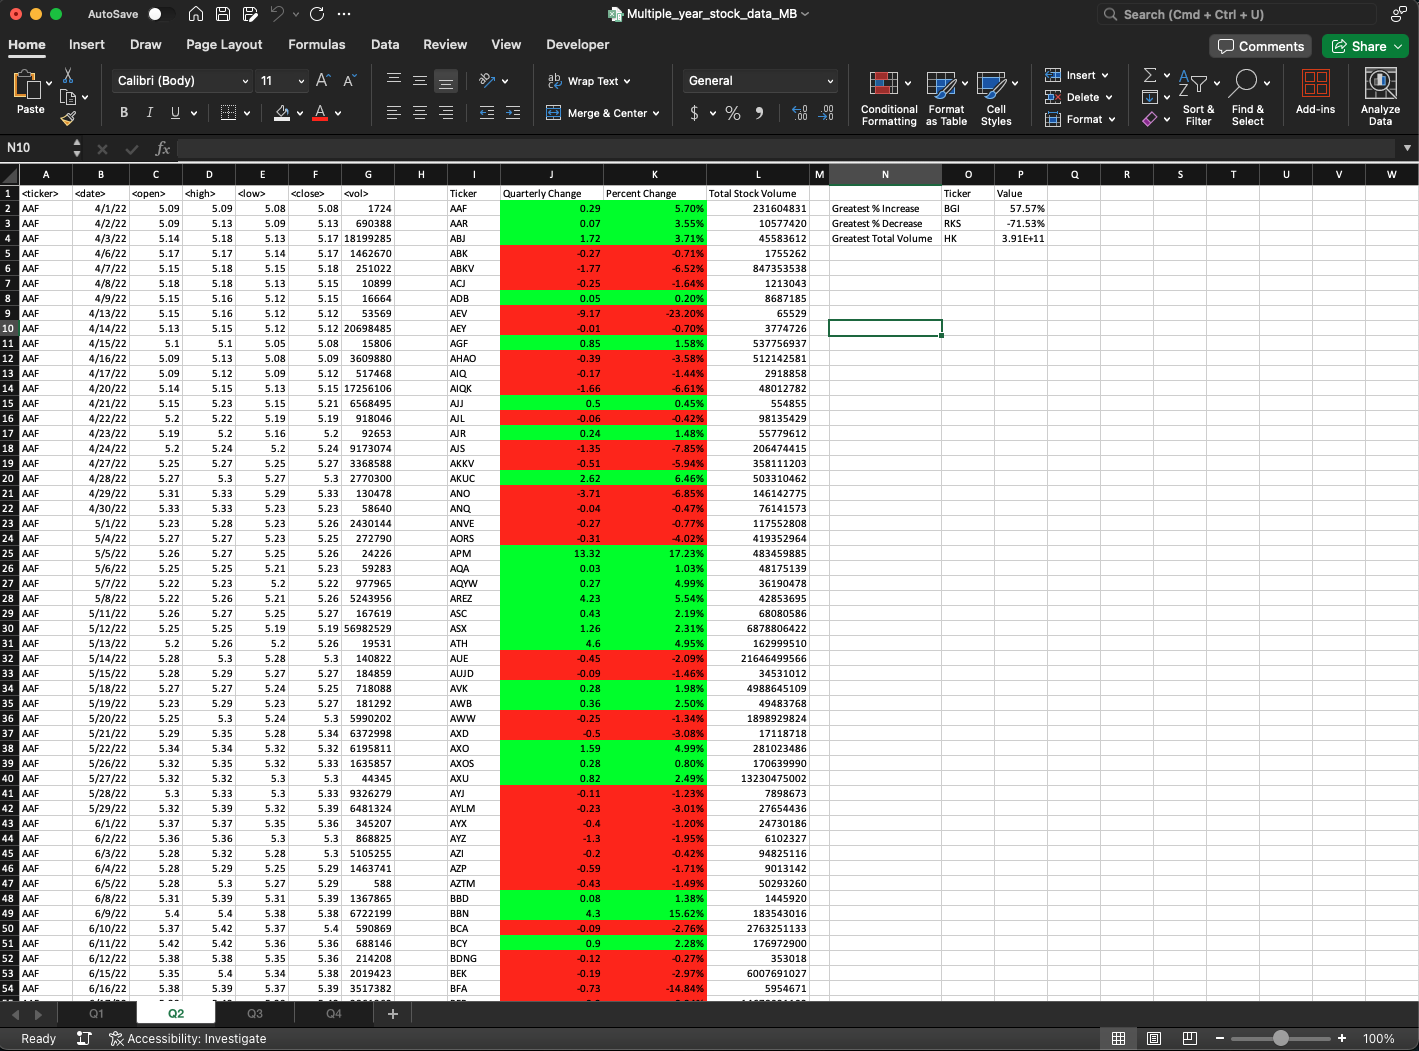 AutoSave
Multiple_year_stock_data_MB
Search (Cmd + Ctrl + U)
Home Insert Draw Page Layout Formulas Data Review View Developer
Comments Share
Paste
Calibri (Body) 11
B I U
Wrap Text
Merge & Center
General
Conditional Formatting
Format as Table
Cell Styles
Insert
Delete
Format
Sort & Filter
Find & Select
Add-ins
Analyze Data
N10 fx
A B C D E F G H I J K L M N O P Q R S T U V W
1 <ticker> <date> <open> <high> <low> <close> <vol> Ticker Quarterly Change Percent Change Total Stock Volume Ticker Value
2 AAF 4/1/22 5.09 5.09 5.08 5.08 1724 AAF 0.29 5.70% 231604831 Greatest % Increase BGI 57.57%
3 AAF 4/2/22 5.09 5.13 5.09 5.13 690388 AAR 0.07 3.55% 10577420 Greatest % Decrease RKS -71.53%
4 AAF 4/3/22 5.14 5.18 5.13 5.17 18199285 ABJ 1.72 3.71% 45583612 Greatest Total Volume HK 3.91E+11
5 AAF 4/6/22 5.17 5.17 5.14 5.17 1462670 ABK -0.27 -0.71% 1755262
6 AAF 4/7/22 5.15 5.18 5.15 5.18 251022 ABKV -1.77 -6.52% 847353538
7 AAF 4/8/22 5.18 5.18 5.13 5.15 10899 ACJ -0.25 -1.64% 1213043
8 AAF 4/9/22 5.15 5.16 5.12 5.15 16664 ADB 0.05 0.20% 8687185
9 AAF 4/13/22 5.15 5.16 5.12 5.12 53569 AEV -9.17 -23.20% 65529
10 AAF 4/14/22 5.13 5.15 5.12 5.12 20698485 AEY -0.01 -0.70% 3774726
11 AAF 4/15/22 5.1 5.1 5.05 5.08 15806 AGF 0.85 1.58% 537756937
12 AAF 4/16/22 5.09 5.13 5.08 5.09 3609880 AHAO -0.39 -3.58% 512142581
13 AAF 4/17/22 5.09 5.12 5.09 5.12 517468 AIQ -0.17 -1.44% 2918858
14 AAF 4/20/22 5.14 5.15 5.13 5.15 17256106 AIQK -1.66 -6.61% 48012782
15 AAF 4/21/22 5.15 5.23 5.15 5.21 6568495 AJJ 0.5 0.45% 554855
16 AAF 4/22/22 5.2 5.22 5.19 5.19 918046 AJL -0.06 -0.42% 98135429
17 AAF 4/23/22 5.19 5.2 5.16 5.2 92653 AJR 0.24 1.48% 55779612
18 AAF 4/24/22 5.2 5.24 5.2 5.24 9173074 AJS -1.35 -7.85% 206474415
19 AAF 4/27/22 5.25 5.27 5.25 5.27 3368588 AKKV -0.51 -5.94% 358111203
20 AAF 4/28/22 5.27 5.3 5.27 5.3 2770300 AKUC 2.62 6.46% 503310462
21 AAF 4/29/22 5.31 5.33 5.29 5.33 130478 ANO -3.71 -6.85% 146142775
22 AAF 4/30/22 5.33 5.33 5.23 5.23 58640 ANQ -0.04 -0.47% 76141573
23 AAF 5/1/22 5.23 5.28 5.23 5.26 2430144 ANVE -0.27 -0.77% 117552808
24 AAF 5/4/22 5.27 5.27 5.23 5.25 272790 AORS -0.31 -4.02% 419352964
25 AAF 5/5/22 5.26 5.27 5.25 5.26 24226 APM 13.32 17.23% 483459885
26 AAF 5/6/22 5.25 5.25 5.21 5.23 59283 AQA 0.03 1.03% 48175139
27 AAF 5/7/22 5.22 5.23 5.2 5.22 977965 AQYW 0.27 4.99% 36190478
28 AAF 5/8/22 5.22 5.26 5.21 5.26 5243956 AREZ 4.23 5.54% 42853695
29 AAF 5/11/22 5.26 5.27 5.25 5.27 167619 ASC 0.43 2.19% 68080586
30 AAF 5/12/22 5.25 5.25 5.19 5.19 56982529 ASX 1.26 2.31% 6878806422
31 AAF 5/13/22 5.2 5.26 5.2 5.26 19531 ATH 4.6 4.95% 162999510
32 AAF 5/14/22 5.28 5.3 5.28 5.3 140822 AUE -0.45 -2.09% 21646499566
33 AAF 5/15/22 5.28 5.29 5.27 5.27 184859 AUJD -0.09 -1.46% 34531012
34 AAF 5/18/22 5.27 5.27 5.24 5.25 718088 AVK 0.28 1.98% 4988645109
35 AAF 5/19/22 5.23 5.29 5.23 5.27 181292 AWB 0.36 2.50% 49483768
36 AAF 5/20/22 5.25 5.3 5.24 5.3 5990202 AWW -0.25 -1.34% 1898929824
37 AAF 5/21/22 5.29 5.35 5.28 5.34 6372998 AXD -0.5 -3.08% 17118718
38 AAF 5/22/22 5.34 5.34 5.32 5.32 6195811 AXO 1.59 4.99% 281023486
39 AAF 5/26/22 5.32 5.35 5.32 5.33 1635857 AXOS 0.28 0.80% 170639990
40 AAF 5/27/22 5.32 5.32 5.3 5.3 44345 AXU 0.82 2.49% 13230475002
41 AAF 5/28/22 5.3 5.33 5.3 5.33 9326279 AYJ -0.11 -1.23% 7898673
42 AAF 5/29/22 5.32 5.39 5.32 5.39 6481324 AYLM -0.23 -3.01% 27654436
43 AAF 6/1/22 5.37 5.37 5.35 5.36 345207 AYX -0.4 -1.20% 24730186
44 AAF 6/2/22 5.36 5.36 5.3 5.3 868825 AYZ -1.3 -1.95% 6102327
45 AAF 6/3/22 5.28 5.32 5.28 5.3 5105255 AZI -0.2 -0.42% 94825116
46 AAF 6/4/22 5.28 5.29 5.25 5.29 1463741 AZP -0.59 -1.71% 9013142
47 AAF 6/5/22 5.28 5.3 5.27 5.29 588 AZTM -0.43 -1.49% 50293260
48 AAF 6/8/22 5.31 5.39 5.31 5.39 1367865 BBD 0.08 1.38% 1445920
49 AAF 6/9/22 5.4 5.4 5.38 5.38 6722199 BBN 4.3 15.62% 183543016
50 AAF 6/10/22 5.37 5.42 5.37 5.4 590869 BCA -0.09 -2.76% 2763251133
51 AAF 6/11/22 5.42 5.42 5.36 5.36 688146 BCY 0.9 2.28% 176972900
52 AAF 6/12/22 5.38 5.38 5.35 5.36 214208 BDNG -0.12 -0.27% 353018
53 AAF 6/15/22 5.35 5.4 5.34 5.38 2019423 BEK -0.19 -2.97% 6007691027
54 AAF 6/16/22 5.38 5.39 5.37 5.39 3517382 BFA -0.73 -14.84% 5954671
Q1 Q2 Q3 Q4 +
Ready Accessibility: Investigate 100%